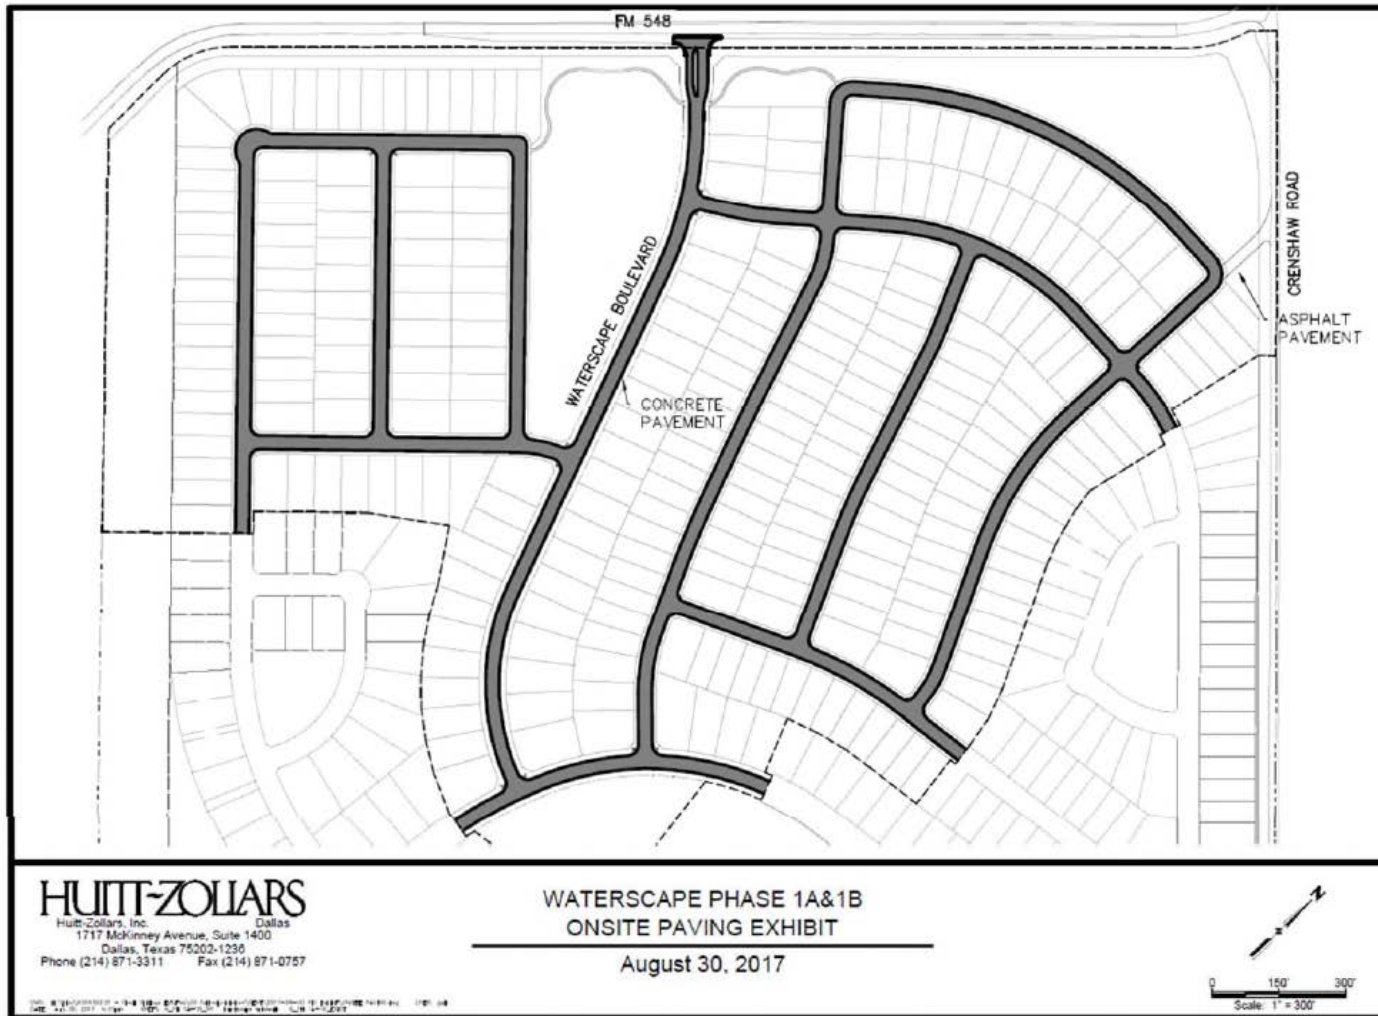 FM 548
CRENSHAW ROAD
WATERSCAPE BOULEVARD
ASPHALT
PAVEMENT
CONCRETE
PAVEMENT
HUITT-ZOLLARS
Huitt-Zollars, Inc. Dallas
1717 McKinney Avenue, Suite 1400
Dallas, Texas 75202-1236
Phone (214) 871-3311 Fax (214) 871-0757
WATERSCAPE PHASE 1A&1B
ONSITE PAVING EXHIBIT
August 30, 2017
N
0 150' 300'
Scale: 1" = 300'